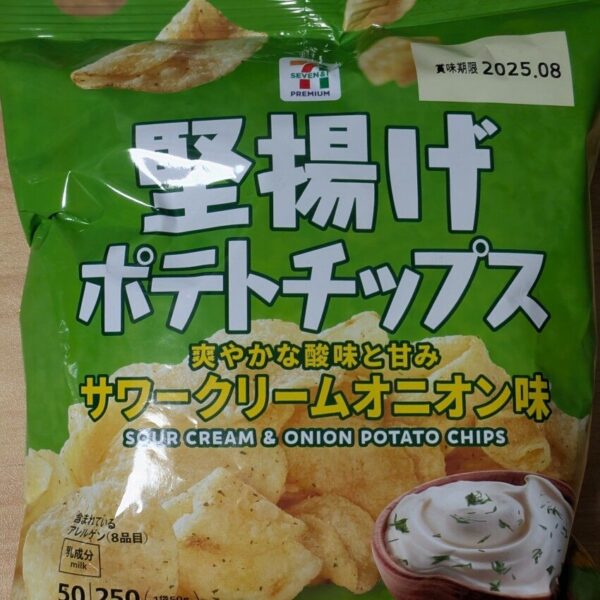 SEVEN&i
PREMIUM
賞味期限 2025.08
堅揚げ
ポテトチップス
爽やかな酸味と甘み
サワークリームオニオン味
SOUR CREAM & ONION POTATO CHIPS
含まれている
アレルゲン(8品目)
乳成分
milk
50 250